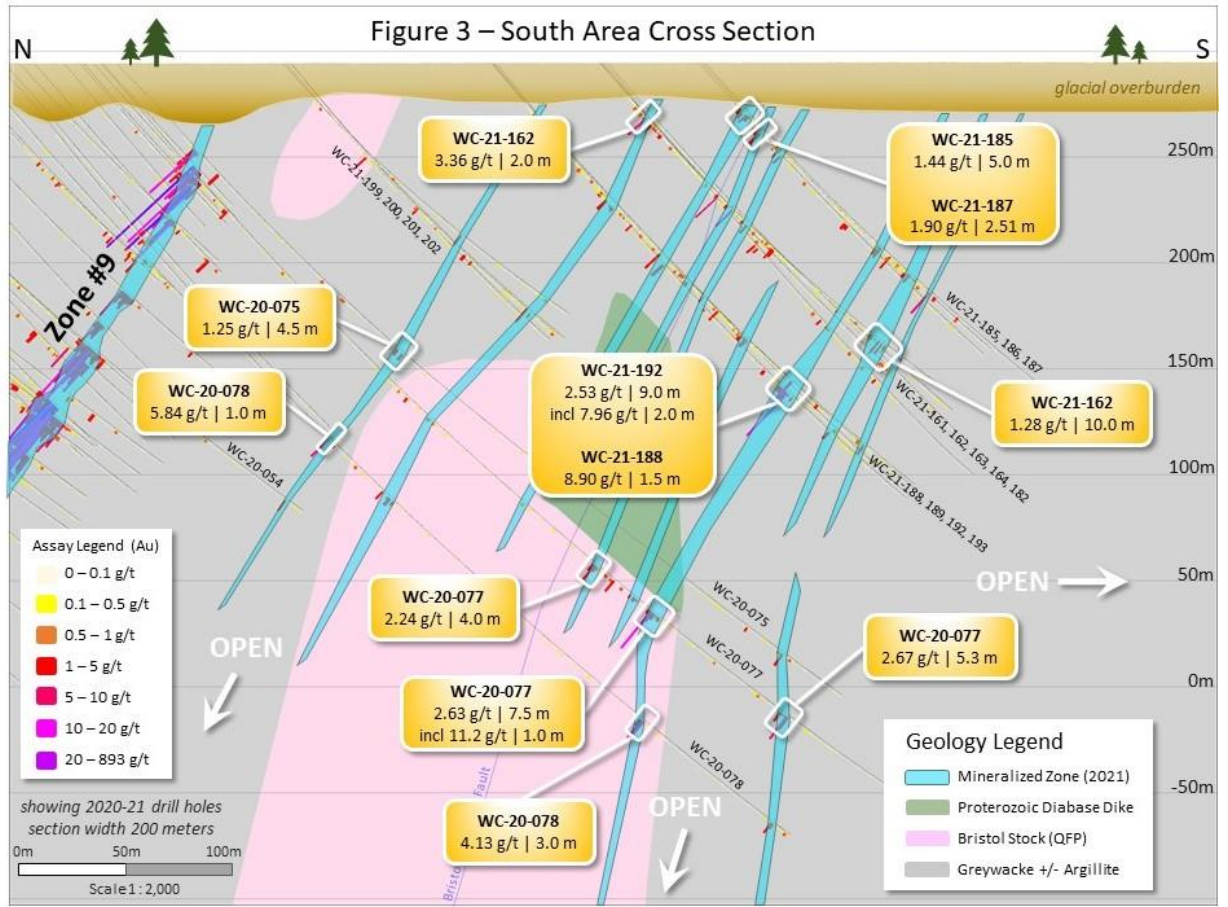 Figure 3 – South Area Cross Section
N
S
glacial overburden
WC-21-162
3.36 g/t | 2.0 m
WC-21-185
1.44 g/t | 5.0 m
WC-21-187
1.90 g/t | 2.51 m
250m
WC-21-199, 200, 201, 202
200m
Zone #9
WC-20-075
1.25 g/t | 4.5 m
WC-21-185, 186, 187
150m
WC-21-192
2.53 g/t | 9.0 m
incl 7.96 g/t | 2.0 m
WC-21-188
8.90 g/t | 1.5 m
WC-20-078
5.84 g/t | 1.0 m
WC-21-162
1.28 g/t | 10.0 m
WC-21-161, 162, 163, 164, 182
100m
WC-20-054
WC-21-188, 189, 192, 193
Assay Legend (Au)
0 – 0.1 g/t
0.1 – 0.5 g/t
0.5 – 1 g/t
1 – 5 g/t
5 – 10 g/t
10 – 20 g/t
20 – 893 g/t
OPEN
50m
WC-20-077
2.24 g/t | 4.0 m
WC-20-075
OPEN
WC-20-077
WC-20-077
2.67 g/t | 5.3 m
0m
WC-20-077
2.63 g/t | 7.5 m
incl 11.2 g/t | 1.0 m
WC-20-078
Geology Legend
Mineralized Zone (2021)
Proterozoic Diabase Dike
Bristol Stock (QFP)
Greywacke +/- Argillite
-50m
Fault
OPEN
showing 2020-21 drill holes
section width 200 meters
0m 50m 100m
Scale 1 : 2,000
WC-20-078
4.13 g/t | 3.0 m